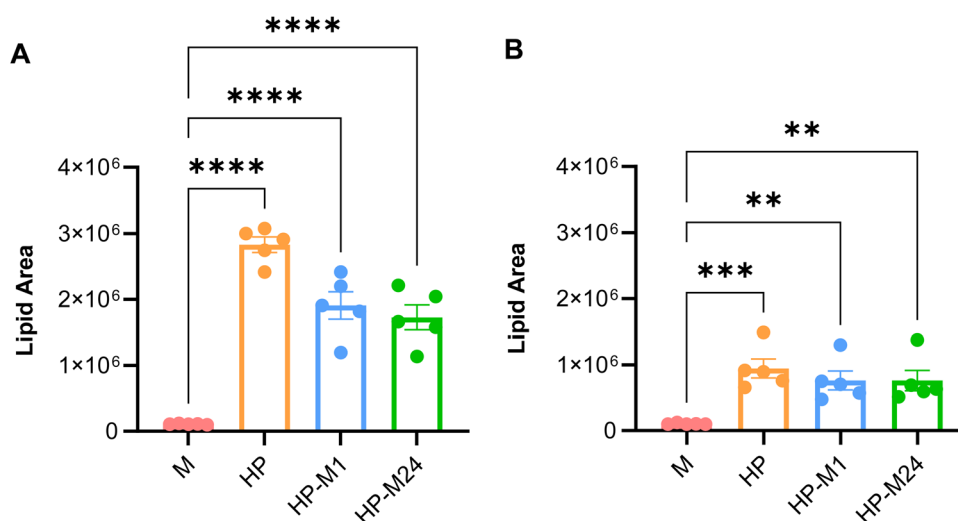 A
****
****
****
4×10⁶
3×10⁶
2×10⁶
1×10⁶
0
Lipid Area
M
HP
HP-M1
HP-M24
B
**
**
***
4×10⁶
3×10⁶
2×10⁶
1×10⁶
0
Lipid Area
M
HP
HP-M1
HP-M24